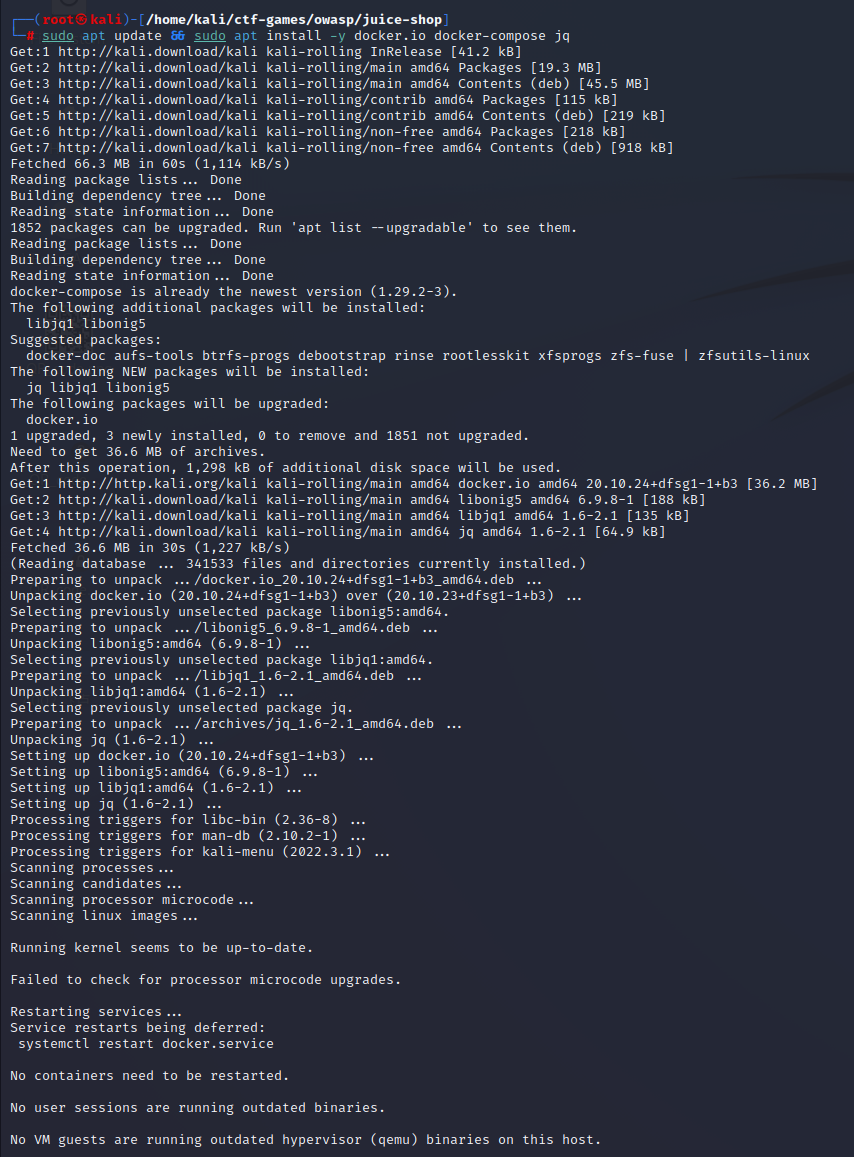 ┌──(root㉿kali)-[/home/kali/ctf-games/owasp/juice-shop]
└─# sudo apt update && sudo apt install -y docker.io docker-compose jq
Get:1 http://kali.download/kali kali-rolling InRelease [41.2 kB]
Get:2 http://kali.download/kali kali-rolling/main amd64 Packages [19.3 MB]
Get:3 http://kali.download/kali kali-rolling/main amd64 Contents (deb) [45.5 MB]
Get:4 http://kali.download/kali kali-rolling/contrib amd64 Packages [115 kB]
Get:5 http://kali.download/kali kali-rolling/contrib amd64 Contents (deb) [219 kB]
Get:6 http://kali.download/kali kali-rolling/non-free amd64 Packages [218 kB]
Get:7 http://kali.download/kali kali-rolling/non-free amd64 Contents (deb) [918 kB]
Fetched 66.3 MB in 60s (1,114 kB/s)
Reading package lists... Done
Building dependency tree... Done
Reading state information... Done
1852 packages can be upgraded. Run 'apt list --upgradable' to see them.
Reading package lists... Done
Building dependency tree... Done
Reading state information... Done
docker-compose is already the newest version (1.29.2-3).
The following additional packages will be installed:
  libjq1 libonig5
Suggested packages:
  docker-doc aufs-tools btrfs-progs debootstrap rinse rootlesskit xfsprogs zfs-fuse | zfsutils-linux
The following NEW packages will be installed:
  jq libjq1 libonig5
The following packages will be upgraded:
  docker.io
1 upgraded, 3 newly installed, 0 to remove and 1851 not upgraded.
Need to get 36.6 MB of archives.
After this operation, 1,298 kB of additional disk space will be used.
Get:1 http://http.kali.org/kali kali-rolling/main amd64 docker.io amd64 20.10.24+dfsg1-1+b3 [36.2 MB]
Get:2 http://kali.download/kali kali-rolling/main amd64 libonig5 amd64 6.9.8-1 [188 kB]
Get:3 http://kali.download/kali kali-rolling/main amd64 libjq1 amd64 1.6-2.1 [135 kB]
Get:4 http://kali.download/kali kali-rolling/main amd64 jq amd64 1.6-2.1 [64.9 kB]
Fetched 36.6 MB in 30s (1,227 kB/s)
(Reading database ... 341533 files and directories currently installed.)
Preparing to unpack .../docker.io_20.10.24+dfsg1-1+b3_amd64.deb ...
Unpacking docker.io (20.10.24+dfsg1-1+b3) over (20.10.23+dfsg1-1+b3) ...
Selecting previously unselected package libonig5:amd64.
Preparing to unpack .../libonig5_6.9.8-1_amd64.deb ...
Unpacking libonig5:amd64 (6.9.8-1) ...
Selecting previously unselected package libjq1:amd64.
Preparing to unpack .../libjq1_1.6-2.1_amd64.deb ...
Unpacking libjq1:amd64 (1.6-2.1) ...
Selecting previously unselected package jq.
Preparing to unpack .../archives/jq_1.6-2.1_amd64.deb ...
Unpacking jq (1.6-2.1) ...
Setting up docker.io (20.10.24+dfsg1-1+b3) ...
Setting up libonig5:amd64 (6.9.8-1) ...
Setting up libjq1:amd64 (1.6-2.1) ...
Setting up jq (1.6-2.1) ...
Processing triggers for libc-bin (2.36-8) ...
Processing triggers for man-db (2.10.2-1) ...
Processing triggers for kali-menu (2022.3.1) ...
Scanning processes...
Scanning candidates...
Scanning processor microcode...
Scanning linux images...

Running kernel seems to be up-to-date.

Failed to check for processor microcode upgrades.

Restarting services...
Service restarts being deferred:
 systemctl restart docker.service

No containers need to be restarted.

No user sessions are running outdated binaries.

No VM guests are running outdated hypervisor (qemu) binaries on this host.